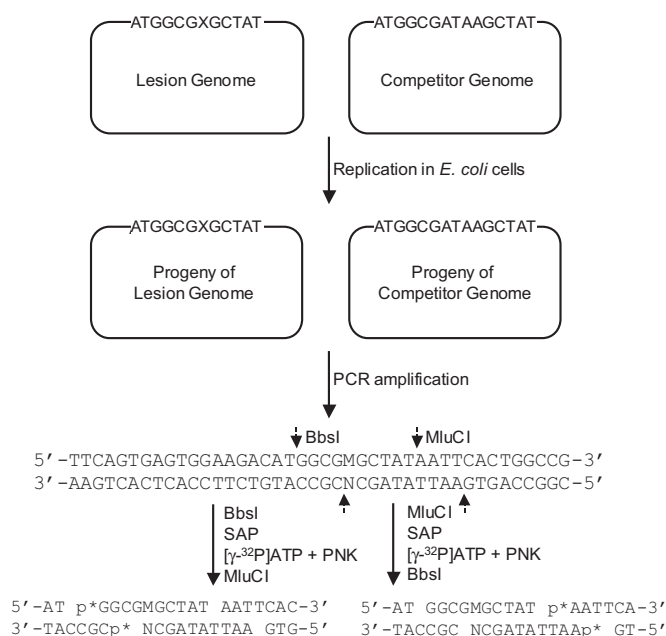 ATGGCGXGCTAT ATGGCGATAAGCTAT
Lesion Genome Competitor Genome
Replication in E. coli cells
ATGGCGXGCTAT ATGGCGATAAGCTAT
Progeny of Lesion Genome Progeny of Competitor Genome
PCR amplification
BbsI MluCI
5′-TTCAGTGAGTGGAAGACATGGCGMGCTATAATTCACTGGCCG-3′
3′-AAGTCACTCACCTTCTGTACCGCNCGATATTAAGTGACCGGC-5′
BbsI MluCI
SAP SAP
[γ-³²P]ATP + PNK [γ-³²P]ATP + PNK
MluCI BbsI
5′-AT p*GGCGMGCTAT AATTCAC-3′ 5′-AT GGCGMGCTAT p*AATTCA-3′
3′-TACCGCp* NCGATATTAA GTG-5′ 3′-TACCGC NCGATATTAAp* GT-5′